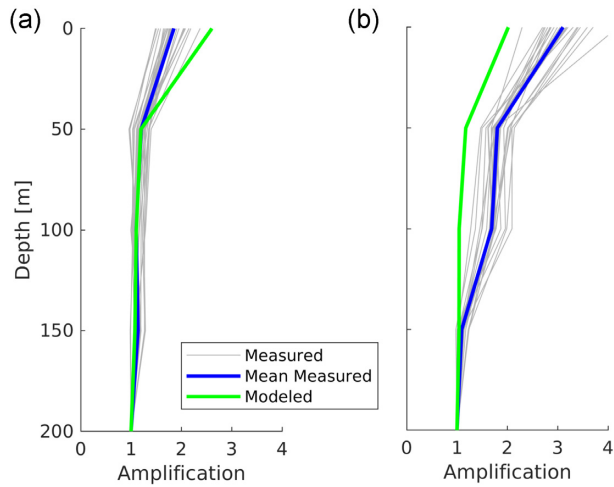 (a)
(b)
0
50
100
150
200
Depth [m]
Measured
Mean Measured
Modeled
0 1 2 3 4
0 1 2 3 4
Amplification
Amplification